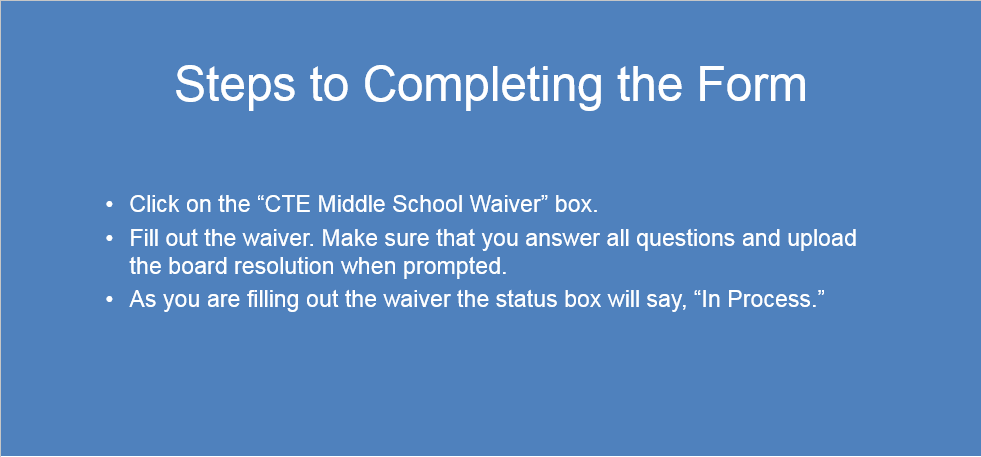 Steps to Completing the Form
• Click on the “CTE Middle School Waiver” box.
• Fill out the waiver. Make sure that you answer all questions and upload
the board resolution when prompted.
• As you are filling out the waiver the status box will say, “In Process.”